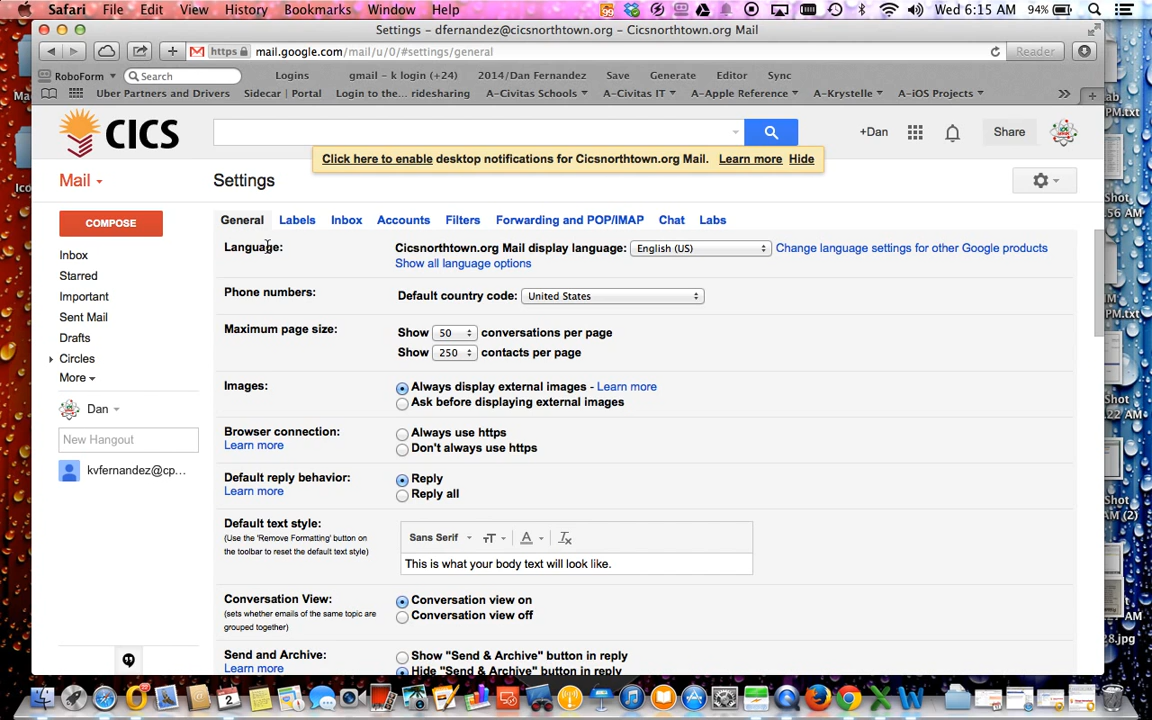 Safari File Edit View History Bookmarks Window Help Wed 6:15 AM 94%
Settings - dfernandez@cicsnorthtown.org - Cicsnorthtown.org Mail
https mail.google.com/mail/u/0/#settings/general Reader
RoboForm Search Logins gmail - k login (+24) 2014/Dan Fernandez Save Generate Editor Sync
Uber Partners and Drivers Sidecar | Portal Login to the... ridesharing A-Civitas Schools A-Civitas IT A-Apple Reference A-Krystelle A-iOS Projects
CICS +Dan Share
Click here to enable desktop notifications for Cicsnorthtown.org Mail. Learn more Hide
Mail Settings
COMPOSE General Labels Inbox Accounts Filters Forwarding and POP/IMAP Chat Labs
Language: Cicsnorthtown.org Mail display language: English (US) Change language settings for other Google products
Show all language options
Inbox
Starred
Important
Sent Mail
Drafts
Circles
More
Dan
New Hangout
kvfernandez@cp...
Phone numbers: Default country code: United States
Maximum page size: Show 50 conversations per page
Show 250 contacts per page
Images: Always display external images - Learn more
Ask before displaying external images
Browser connection: Always use https
Learn more Don't always use https
Default reply behavior: Reply
Learn more Reply all
Default text style:
(Use the 'Remove Formatting' button on
the toolbar to reset the default text style)
Sans Serif
This is what your body text will look like.
Conversation View: Conversation view on
(sets whether emails of the same topic are
grouped together)
Conversation view off
Send and Archive: Show "Send & Archive" button in reply
Learn more Hide "Send & Archive" button in reply